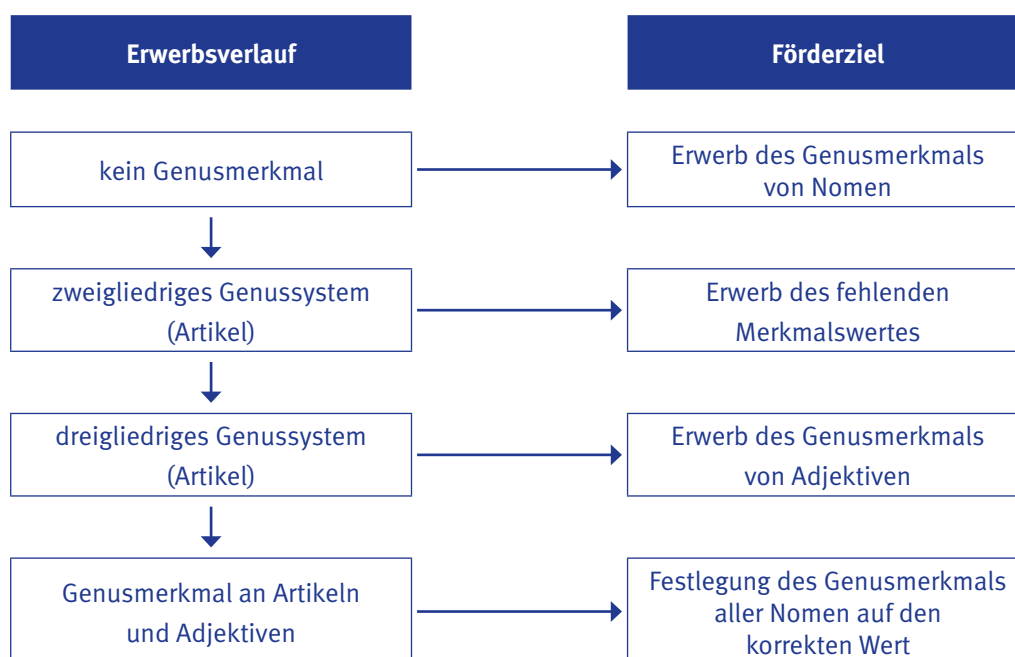 Erwerbsverlauf
Förderziel
kein Genusmerkmal
Erwerb des Genusmerkmals
von Nomen
zweigliedriges Genussystem
(Artikel)
Erwerb des fehlenden
Merkmalswertes
dreigliedriges Genussystem
(Artikel)
Erwerb des Genusmerkmals
von Adjektiven
Genusmerkmal an Artikeln
und Adjektiven
Festlegung des Genusmerkmals
aller Nomen auf den
korrekten Wert